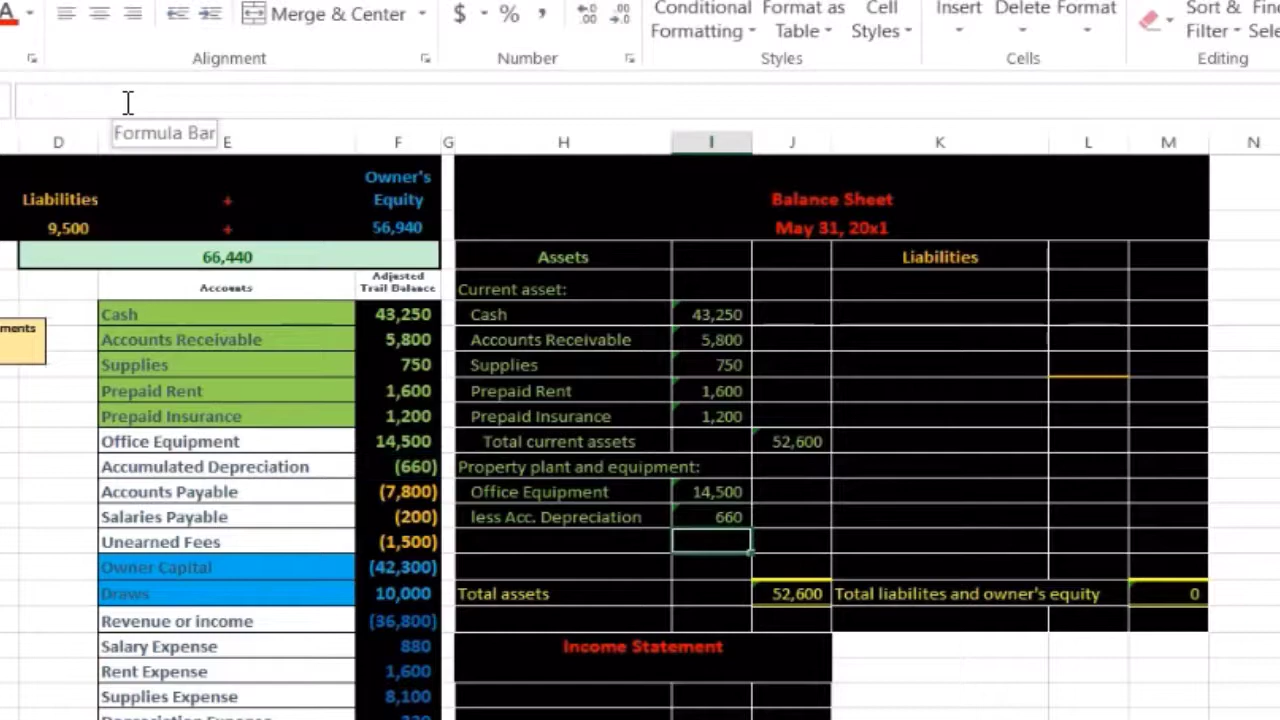 A
Merge & Center
$ % ,
Conditional Formatting
Format as Table
Cell Styles
Insert
Delete
Format
Sort & Filter
Alignment
Number
Styles
Cells
Editing
Formula Bar
D E F G H I J K L M N
Liabilities + Owner's Equity
9,500 + 56,940
66,440
Accounts Adjusted Trail Balance
ments
Cash 43,250
Accounts Receivable 5,800
Supplies 750
Prepaid Rent 1,600
Prepaid Insurance 1,200
Office Equipment 14,500
Accumulated Depreciation (660)
Accounts Payable (7,800)
Salaries Payable (200)
Unearned Fees (1,500)
Owner Capital (42,300)
Draws 10,000
Revenue or income (36,800)
Salary Expense 880
Rent Expense 1,600
Supplies Expense 8,100
Balance Sheet
May 31, 20x1
Assets Liabilities
Current asset:
Cash 43,250
Accounts Receivable 5,800
Supplies 750
Prepaid Rent 1,600
Prepaid Insurance 1,200
Total current assets 52,600
Property plant and equipment:
Office Equipment 14,500
less Acc. Depreciation 660
Total assets 52,600 Total liabilites and owner's equity 0
Income Statement